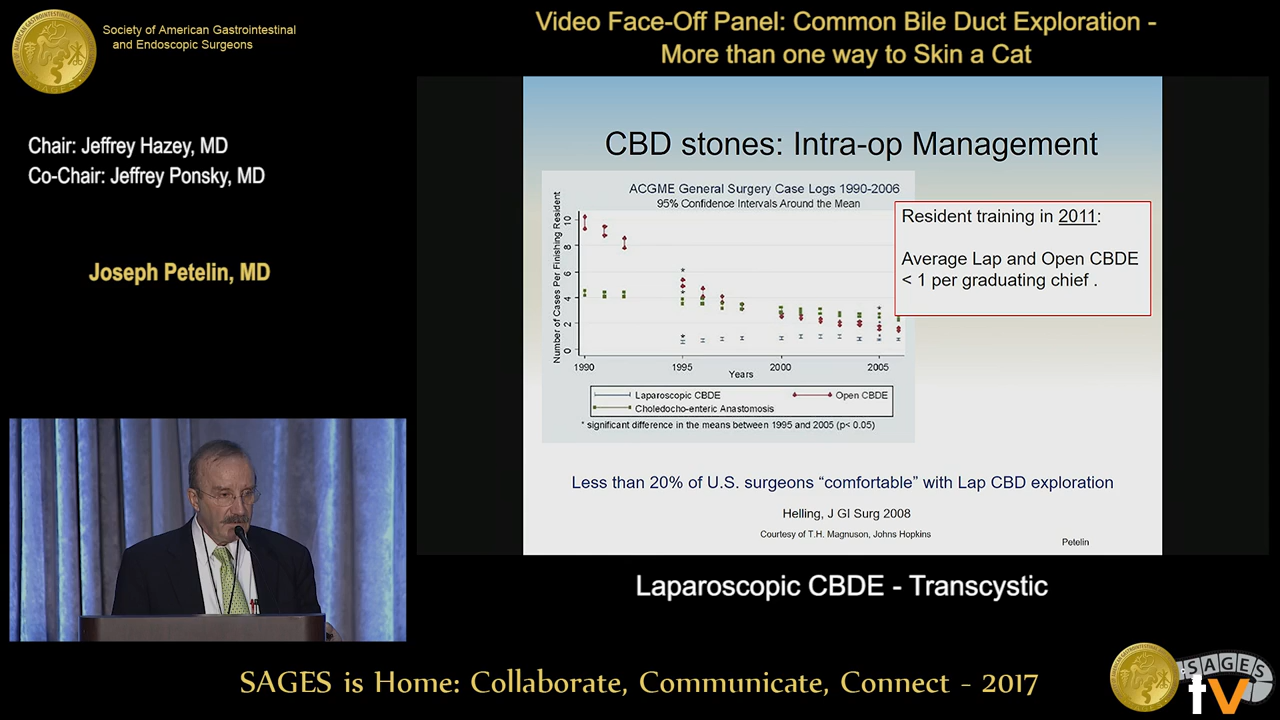 Society of American Gastrointestinal
and Endoscopic Surgeons
Video Face-Off Panel: Common Bile Duct Exploration -
More than one way to Skin a Cat
Chair: Jeffrey Hazey, MD
Co-Chair: Jeffrey Ponsky, MD
Joseph Petelin, MD
CBD stones: Intra-op Management
ACGME General Surgery Case Logs 1990-2006
95% Confidence Intervals Around the Mean
Number of Cases Per Finishing Resident
10
8
6
4
2
0
1990 1995 2000 2005
Years
Laparoscopic CBDE Open CBDE
Choledocho-enteric Anastomosis
* significant difference in the means between 1995 and 2005 (p< 0.05)
Resident training in 2011:
Average Lap and Open CBDE
< 1 per graduating chief .
Less than 20% of U.S. surgeons “comfortable” with Lap CBD exploration
Helling, J GI Surg 2008
Courtesy of T.H. Magnuson, Johns Hopkins
Petelin
Laparoscopic CBDE - Transcystic
SAGES is Home: Collaborate, Communicate, Connect - 2017
SAGES
tv